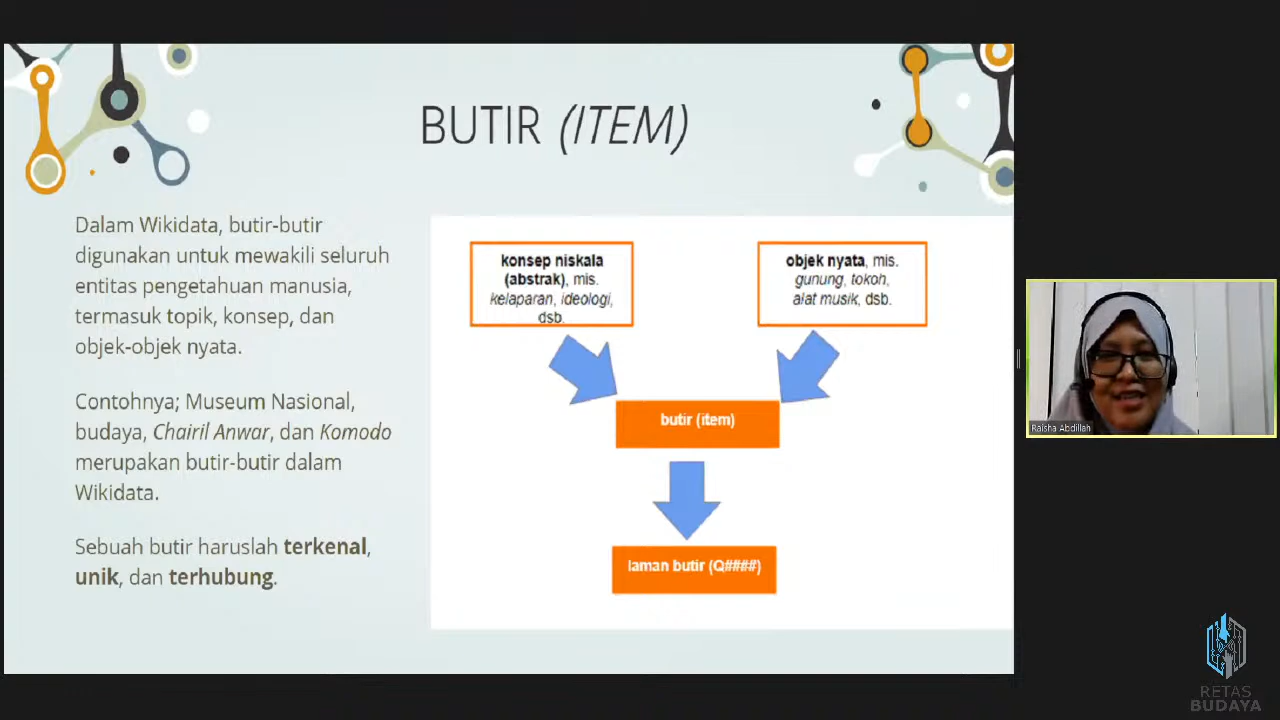 BUTIR (ITEM)
Dalam Wikidata, butir-butir
digunakan untuk mewakili seluruh
entitas pengetahuan manusia,
termasuk topik, konsep, dan
objek-objek nyata.
Contohnya; Museum Nasional,
budaya, Chairil Anwar, dan Komodo
merupakan butir-butir dalam
Wikidata.
Sebuah butir haruslah terkenal,
unik, dan terhubung.
konsep niskala
(abstrak), mis.
kelaparan, ideologi,
dsb.
objek nyata, mis.
gunung, tokoh,
alat musik, dsb.
butir (item)
laman butir (Q####)
Raisha Abdillah
RETAS
BUDAYA